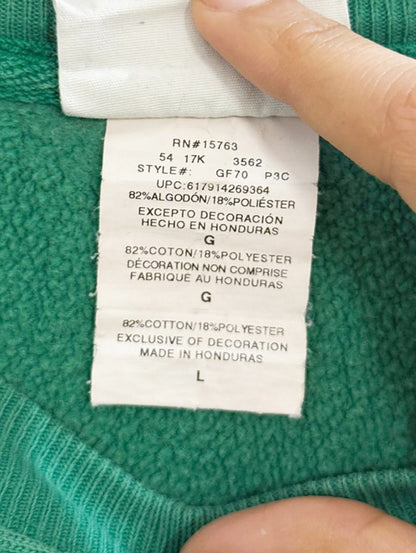 RN#15763
54 17K 3562
STYLE#: GF70 P3C
UPC:617914269364
82%ALGODÓN/18%POLIÉSTER
EXCEPTO DECORACIÓN
HECHO EN HONDURAS
G
82%COTON/18%POLYESTER
DÉCORATION NON COMPRISE
FABRIQUÉ AU HONDURAS
G
82%COTTON/18%POLYESTER
EXCLUSIVE OF DECORATION
MADE IN HONDURAS
L